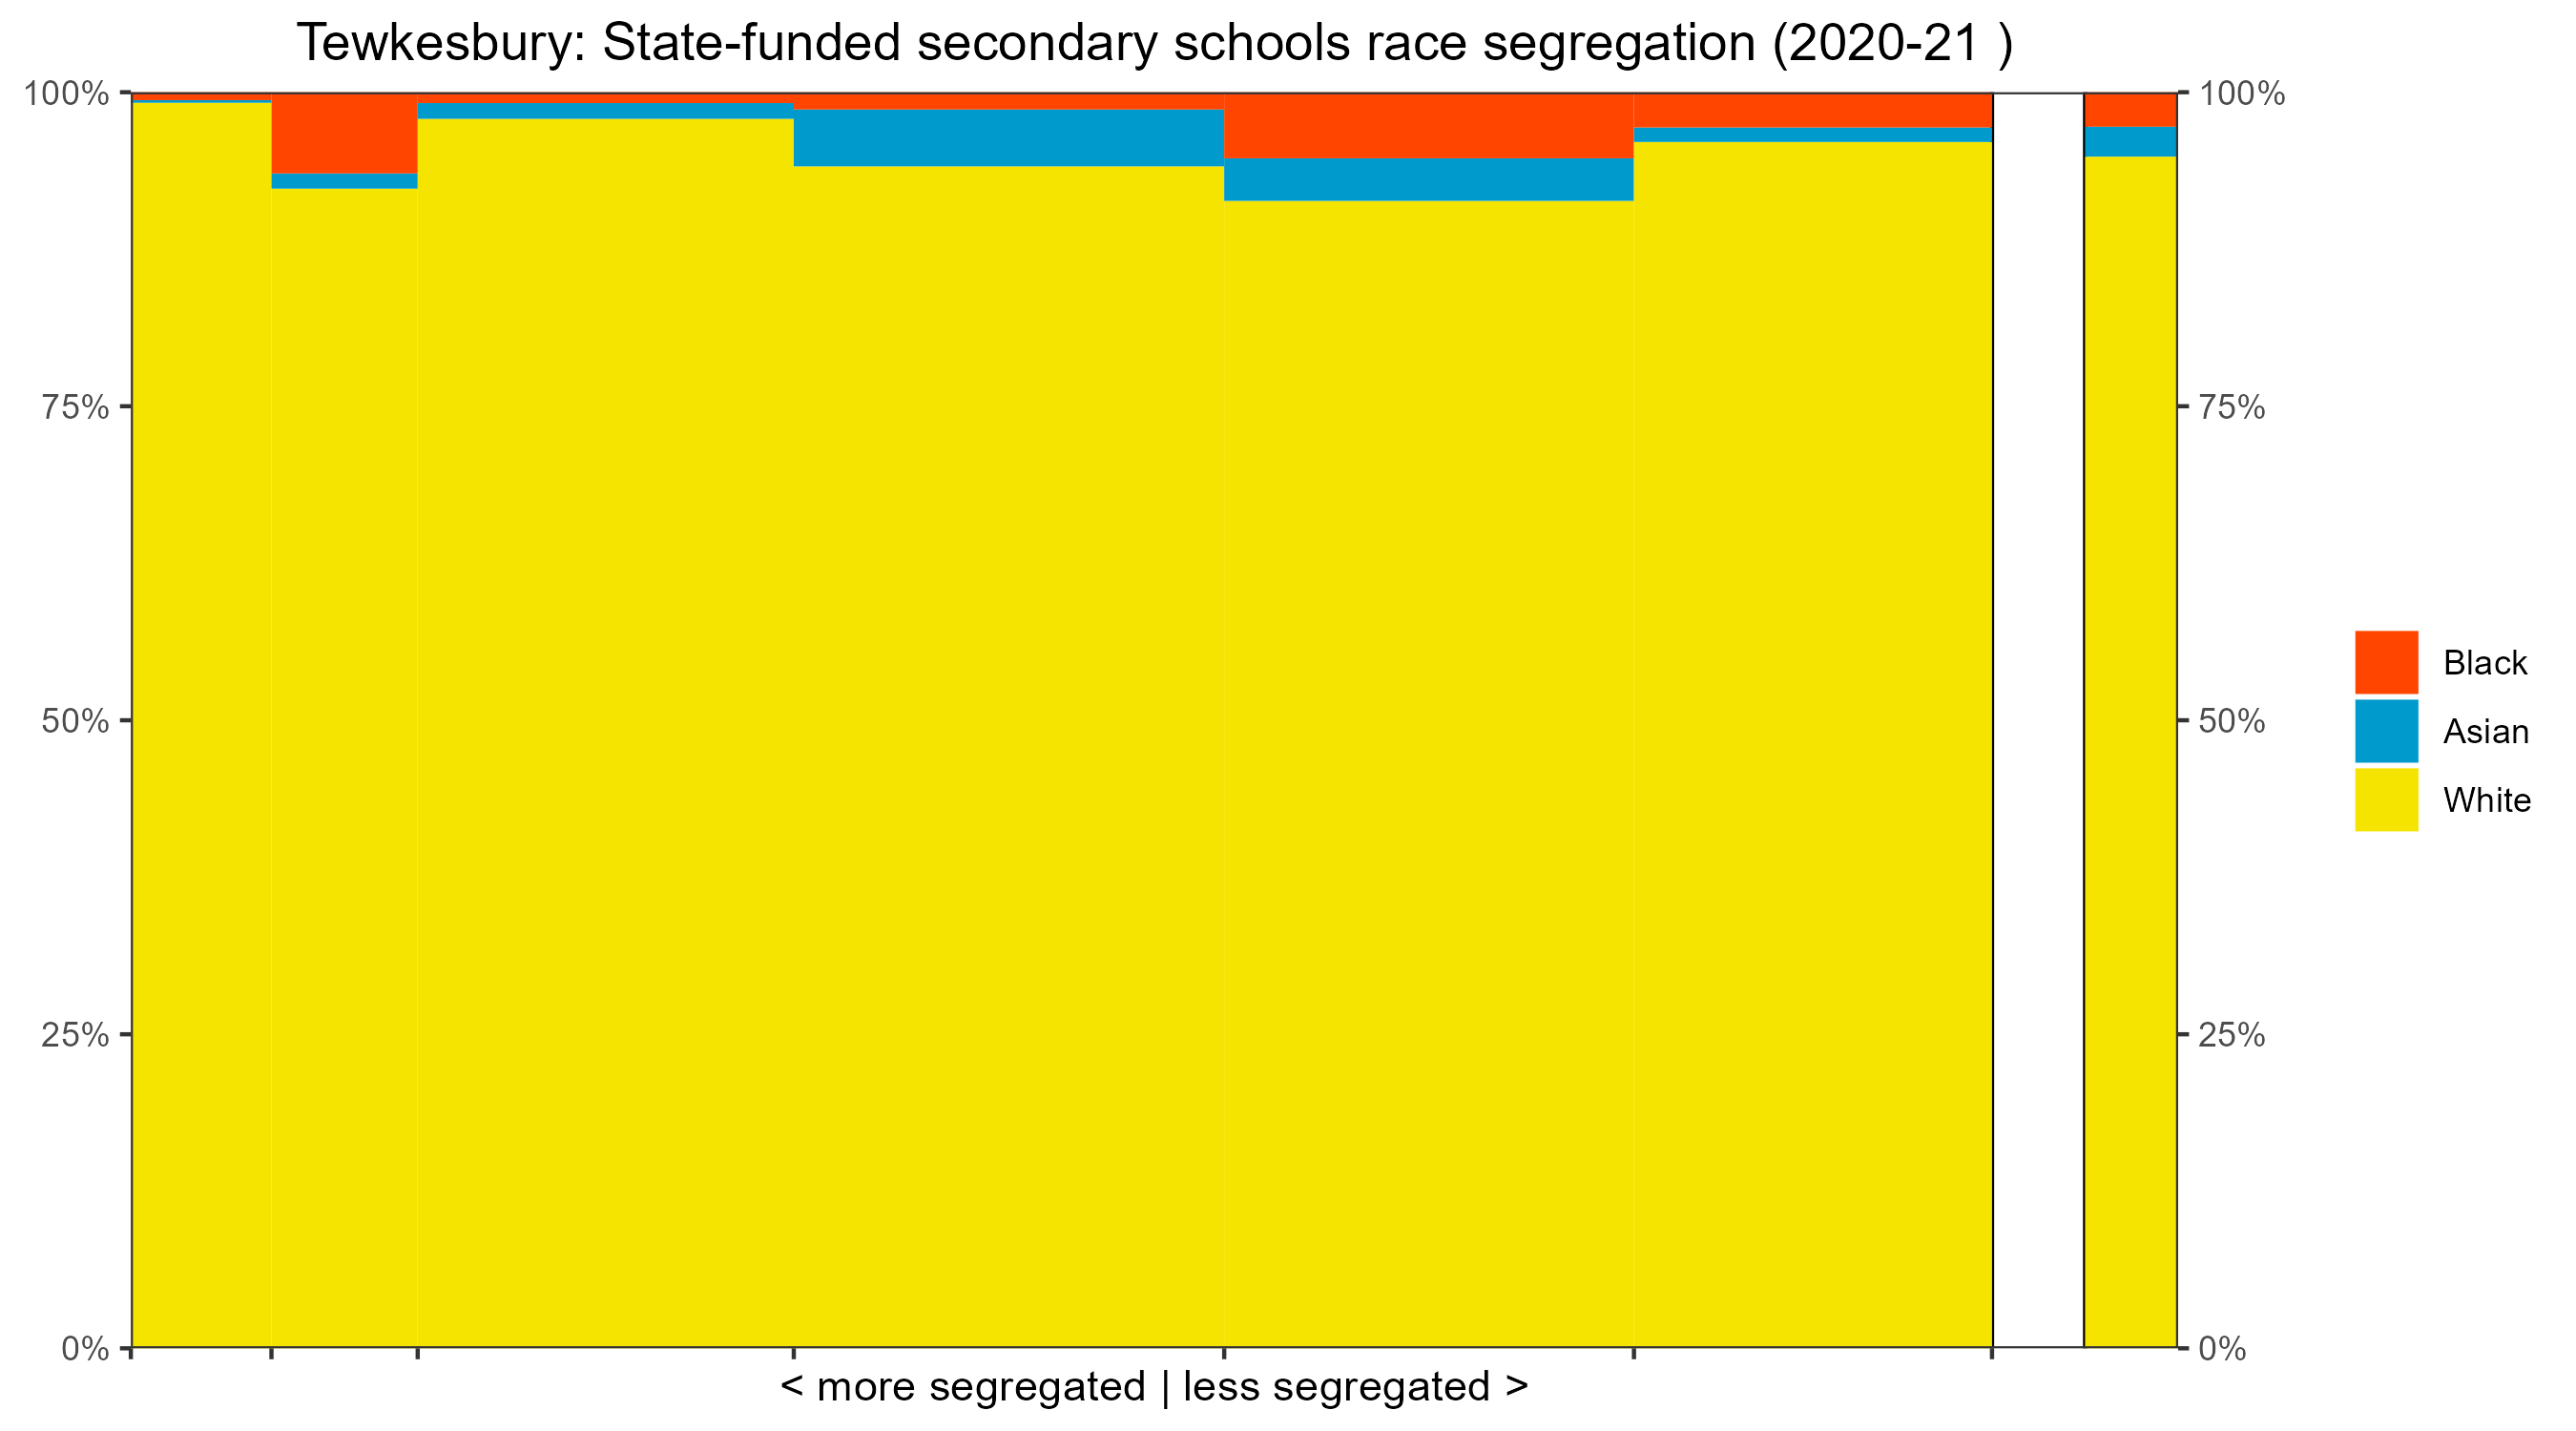 Tewkesbury: State-funded secondary schools race segregation (2020-21 )
100%
75%
50%
25%
0%
100%
75%
50%
25%
0%
Black
Asian
White
< more segregated | less segregated >